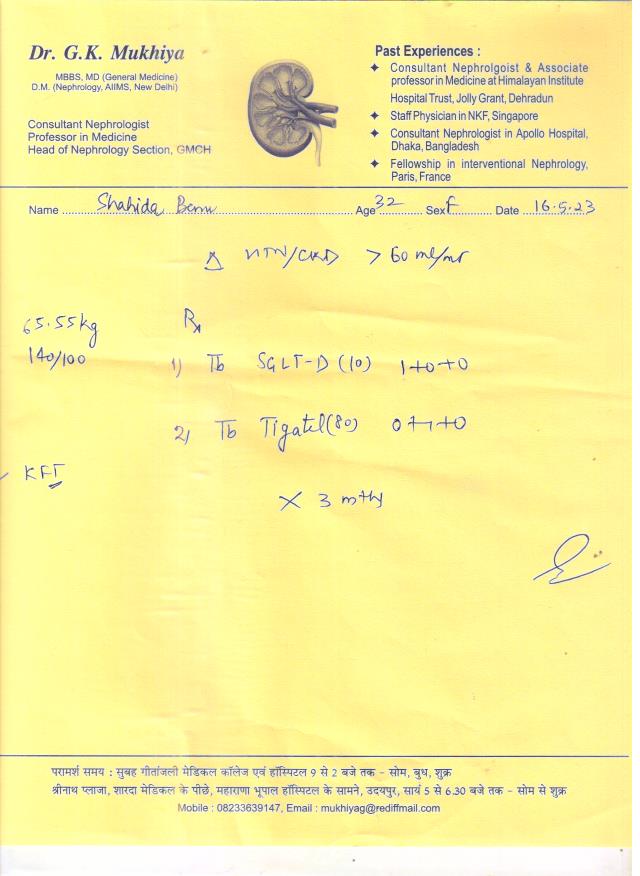 Dr. G.K. Mukhiya
MBBS, MD (General Medicine)
D.M. (Nephrology, AIIMS, New Delhi)
Consultant Nephrologist
Professor in Medicine
Head of Nephrology Section, GMCH
Past Experiences :
Consultant Nephrolgoist & Associate
professor in Medicine at Himalayan Institute
Hospital Trust, Jolly Grant, Dehradun
Staff Physician in NKF, Singapore
Consultant Nephrologist in Apollo Hospital,
Dhaka, Bangladesh
Fellowship in interventional Nephrology,
Paris, France
Name Shahida Banu Age 32 Sex F Date 16.5.23
Δ HTN/CKD > 60 ml/mt
65.55kg
Rx
140/100
1) Tb SGLT-D (10) 1+0+0
2) Tb Tigatel (80) 0+1+0
KFT
× 3 mthy
परामर्श समय : सुबह गीतांजली मेडिकल कॉलेज एवं हॉस्पिटल 9 से 2 बजे तक - सोम, बुध, शुक्र
श्रीनाथ प्लाजा, शारदा मेडिकल के पीछे, महाराणा भूपाल हॉस्पिटल के सामने, उदयपुर, सायं 5 से 6.30 बजे तक - सोम से शुक्र
Mobile : 08233639147, Email : mukhiyag@rediffmail.com